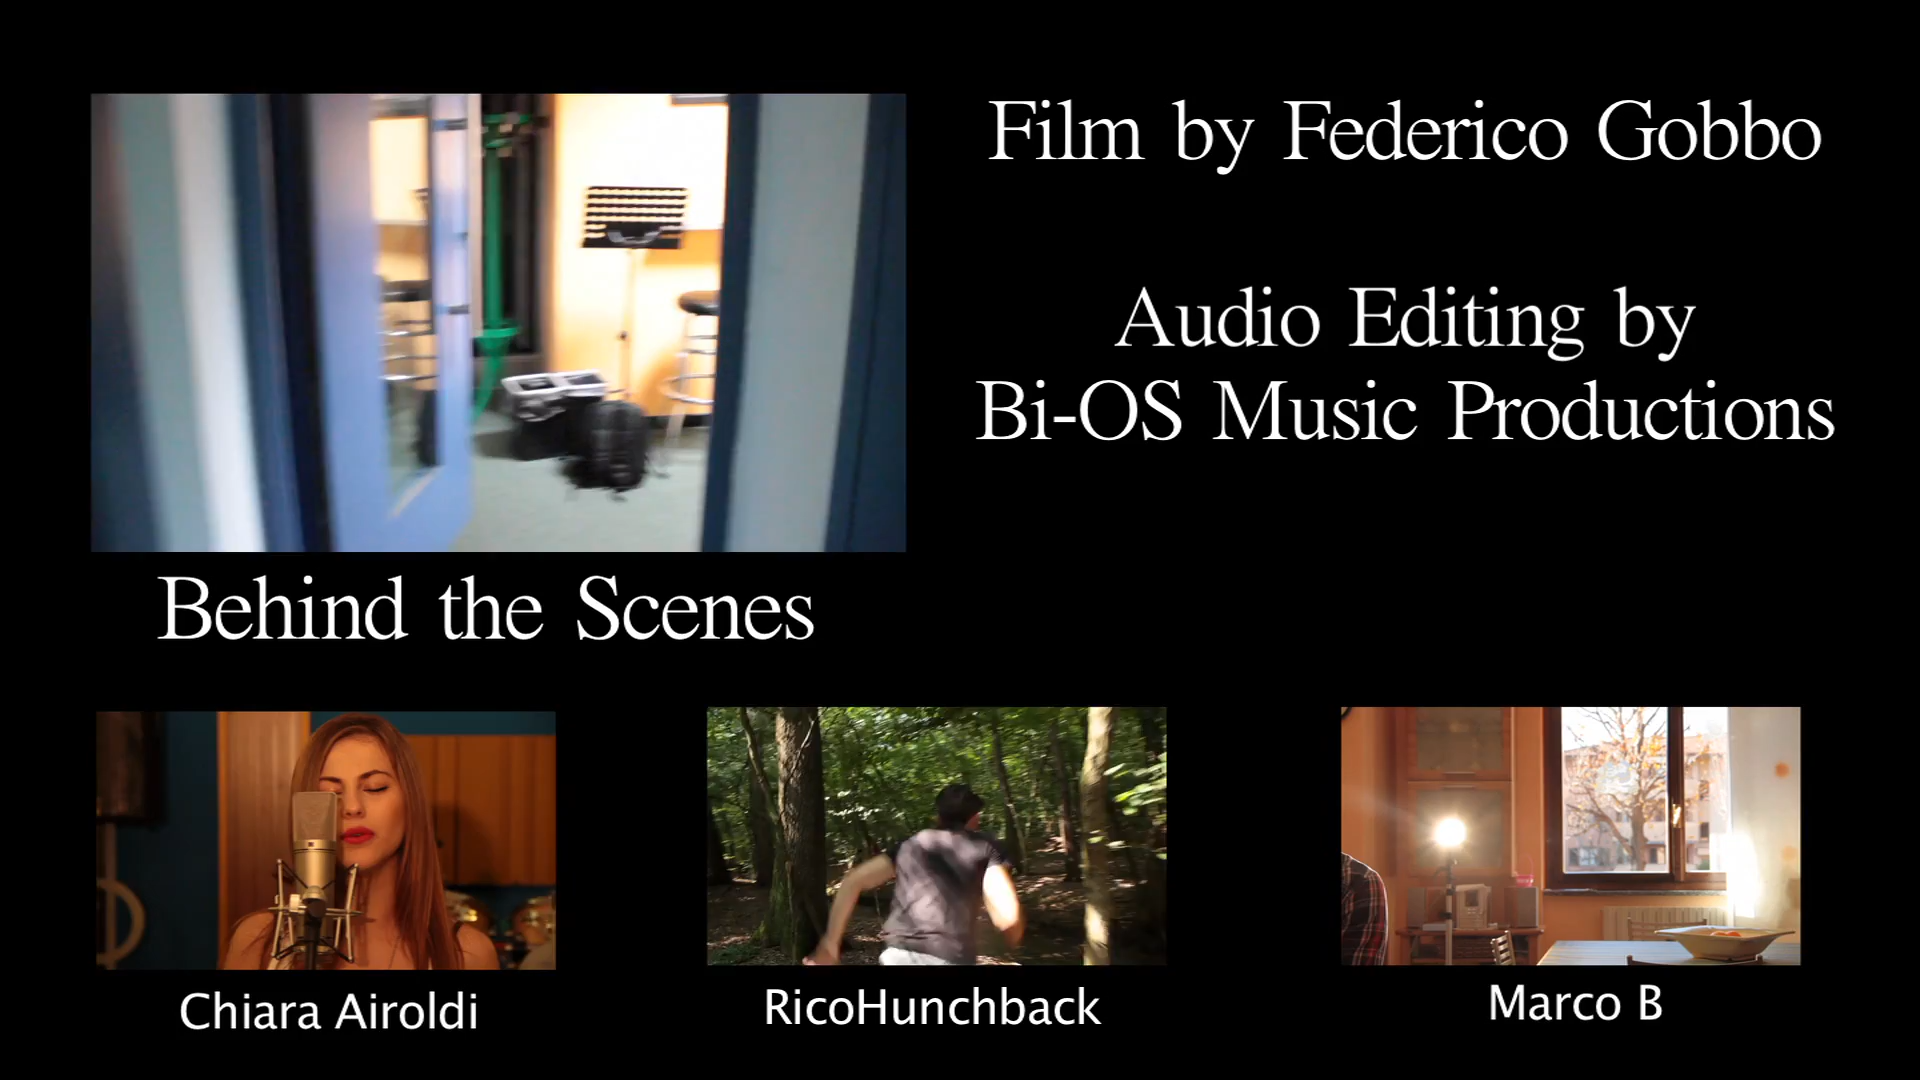 Film by Federico Gobbo
Audio Editing by
Bi-OS Music Productions
Behind the Scenes
Chiara Airoldi
RicoHunchback
Marco B